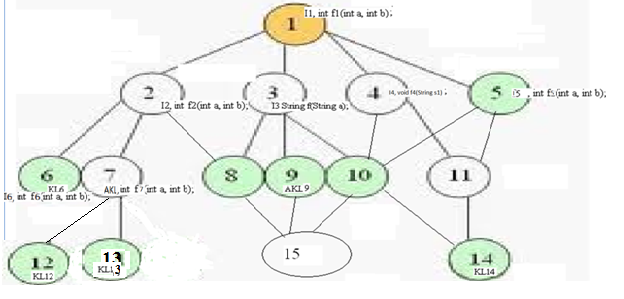 1
I1, int f1(int a, int b);
2
I2, int f2(int a, int b);
3
I3 String f(String a);
4
I4, void f4(String s1) ;
5
I5 , int f5(int a, int b);
6
KL6
I6, int f6(int a, int b);
7
AKL int f7(int a, int b);
8
9
AKL 9
10
11
12
KL12
13
KL13
15
14
KL14